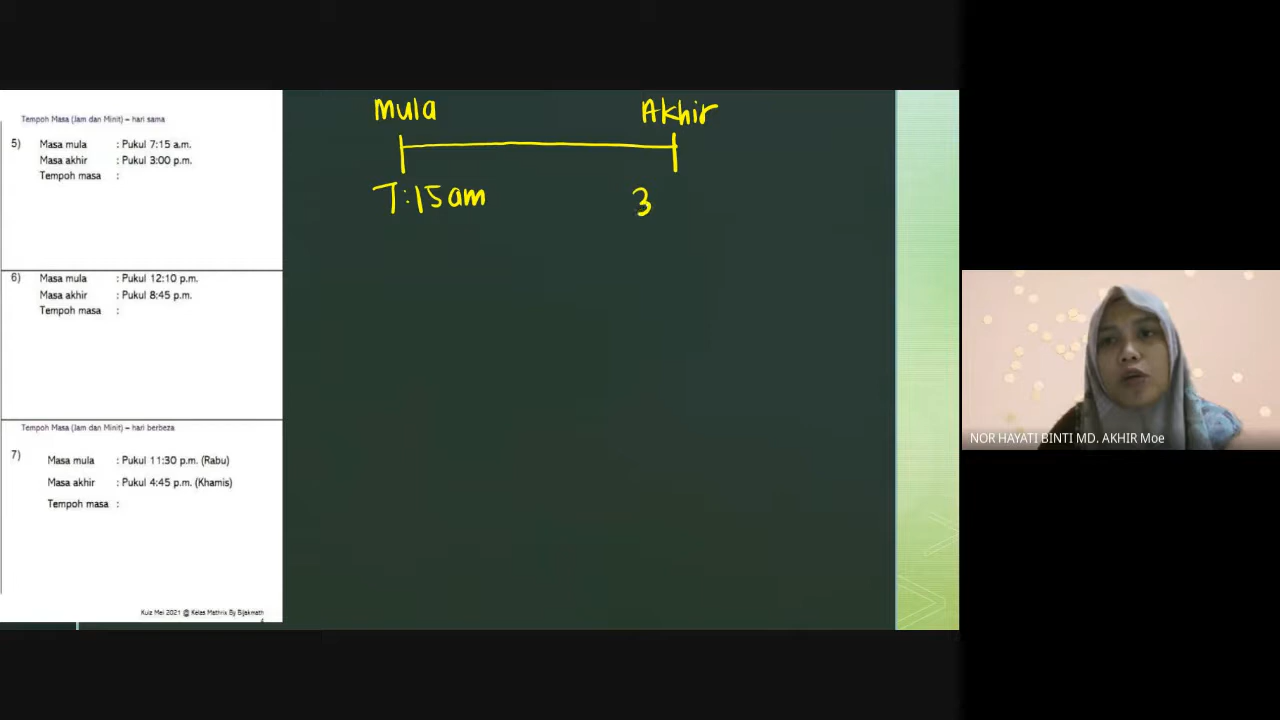 Tempoh Masa (Jam dan Minit) – hari sama
5) Masa mula : Pukul 7:15 a.m.
Masa akhir : Pukul 3:00 p.m.
Tempoh masa :
6) Masa mula : Pukul 12:10 p.m.
Masa akhir : Pukul 8:45 p.m.
Tempoh masa :
Tempoh Masa (Jam dan Minit) – hari berbeza
7) Masa mula : Pukul 11:30 p.m. (Rabu)
Masa akhir : Pukul 4:45 p.m. (Khamis)
Tempoh masa :
Kuiz Mei 2021 @ Kelas Mathrix By Bijakmath
4
Mula Akhir
7:15am 3
NOR HAYATI BINTI MD. AKHIR Moe